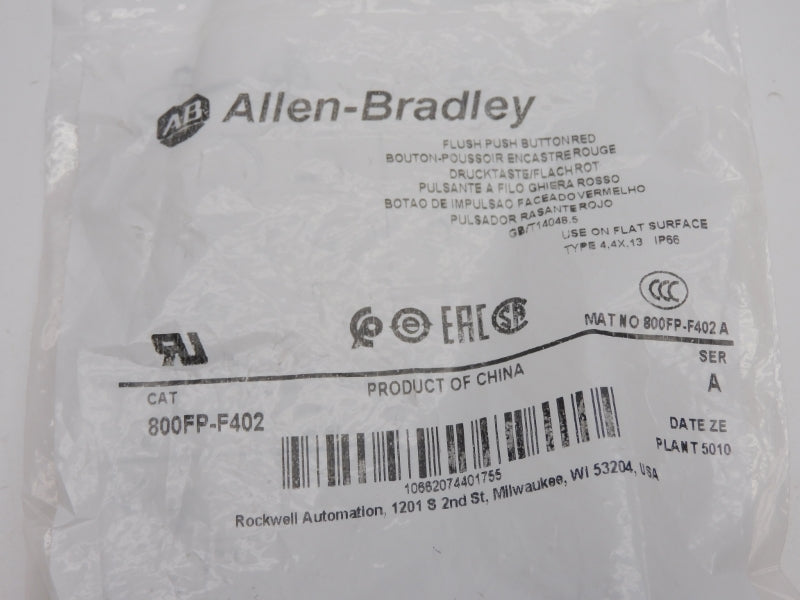 AB Allen-Bradley
FLUSH PUSH BUTTON RED
BOUTON-POUSSOIR ENCASTRE ROUGE
DRUCKTASTE/FLACH ROT
PULSANTE A FILO GHIERA ROSSO
BOTAO DE IMPULSAO FACEADO VERMELHO
PULSADOR RASANTE ROJO
GB/T14048.5
USE ON FLAT SURFACE
TYPE 4,4X,13 IP66
CCC
EAC
MAT NO 800FP-F402 A
PRODUCT OF CHINA
SER
A
CAT
800FP-F402
DATE ZE
PLANT 5010
10662074401755
Rockwell Automation, 1201 S 2nd St, Milwaukee, WI 53204, USA